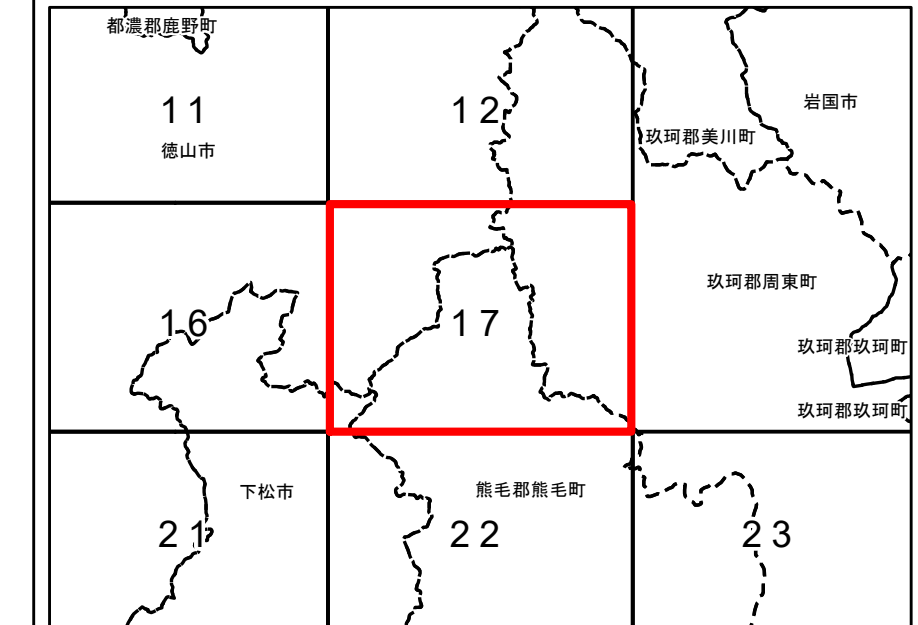 都濃郡鹿野町
11
徳山市
12
岩国市
玖珂郡美川町
16
17
玖珂郡周東町
玖珂郡玖珂町
玖珂郡玖珂町
21
下松市
22
熊毛郡熊毛町
23